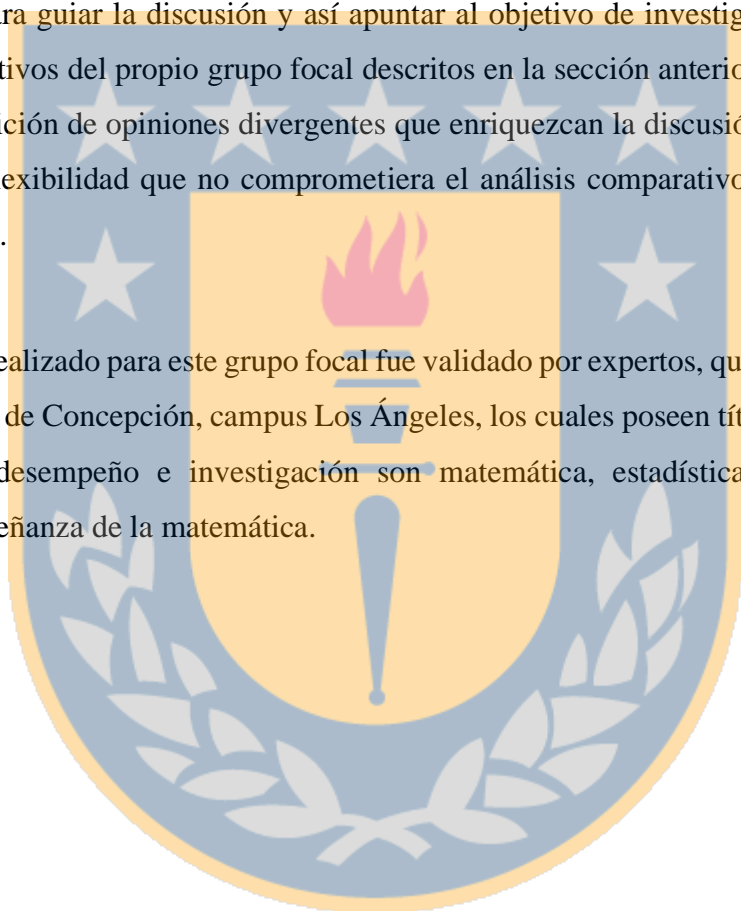 ara guiar la discusión y así apuntar al objetivo de investig
tivos del propio grupo focal descritos en la sección anterio
ición de opiniones divergentes que enriquezcan la discusió
lexibilidad que no comprometiera el análisis comparativo
.
ealizado para este grupo focal fue validado por expertos, qu
de Concepción, campus Los Ángeles, los cuales poseen tít
desempeño e investigación son matemática, estadística
eñanza de la matemática.